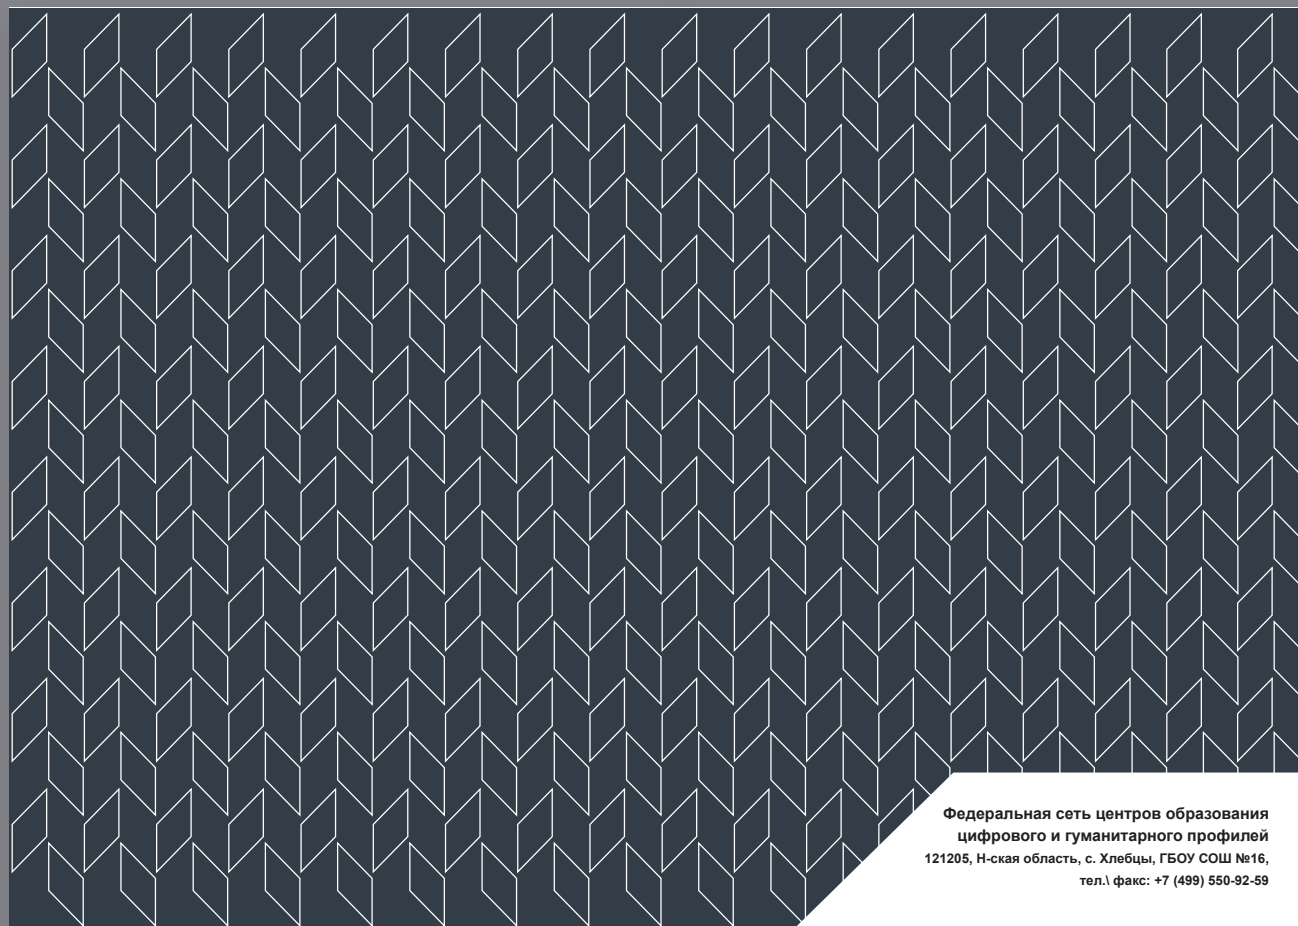 Федеральная сеть центров образования
цифрового и гуманитарного профилей
121205, Н-ская область, с. Хлебцы, ГБОУ СОШ №16,
тел.\ факс: +7 (499) 550-92-59